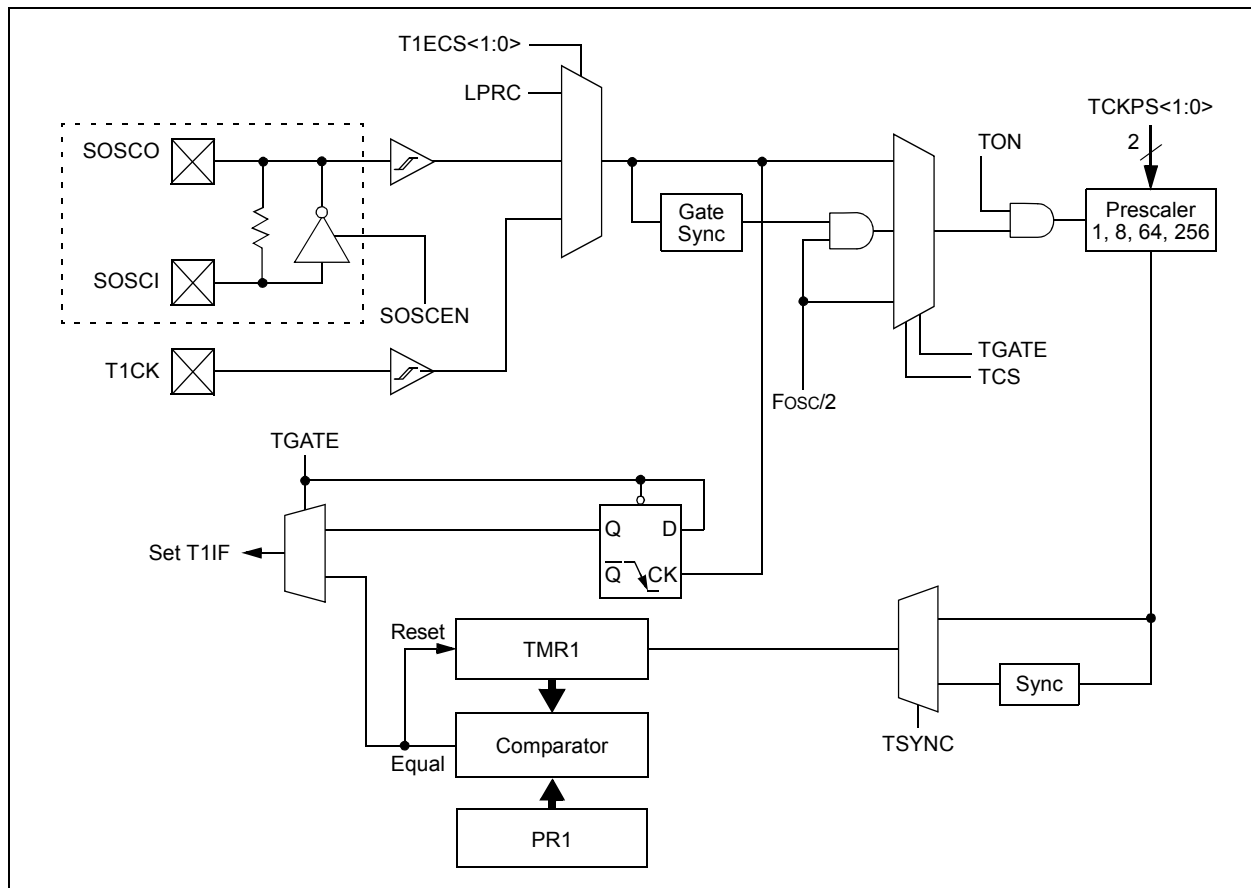 T1ECS<1:0>
LPRC
SOSCO
SOSCI
SOSCEN
T1CK
Gate
Sync
FOSC/2
TON
TCKPS<1:0>
2
Prescaler
1, 8, 64, 256
TGATE
TCS
TGATE
Set T1IF
Q
D
Q̅
CK
Reset
TMR1
Equal
Comparator
PR1
Sync
TSYNC